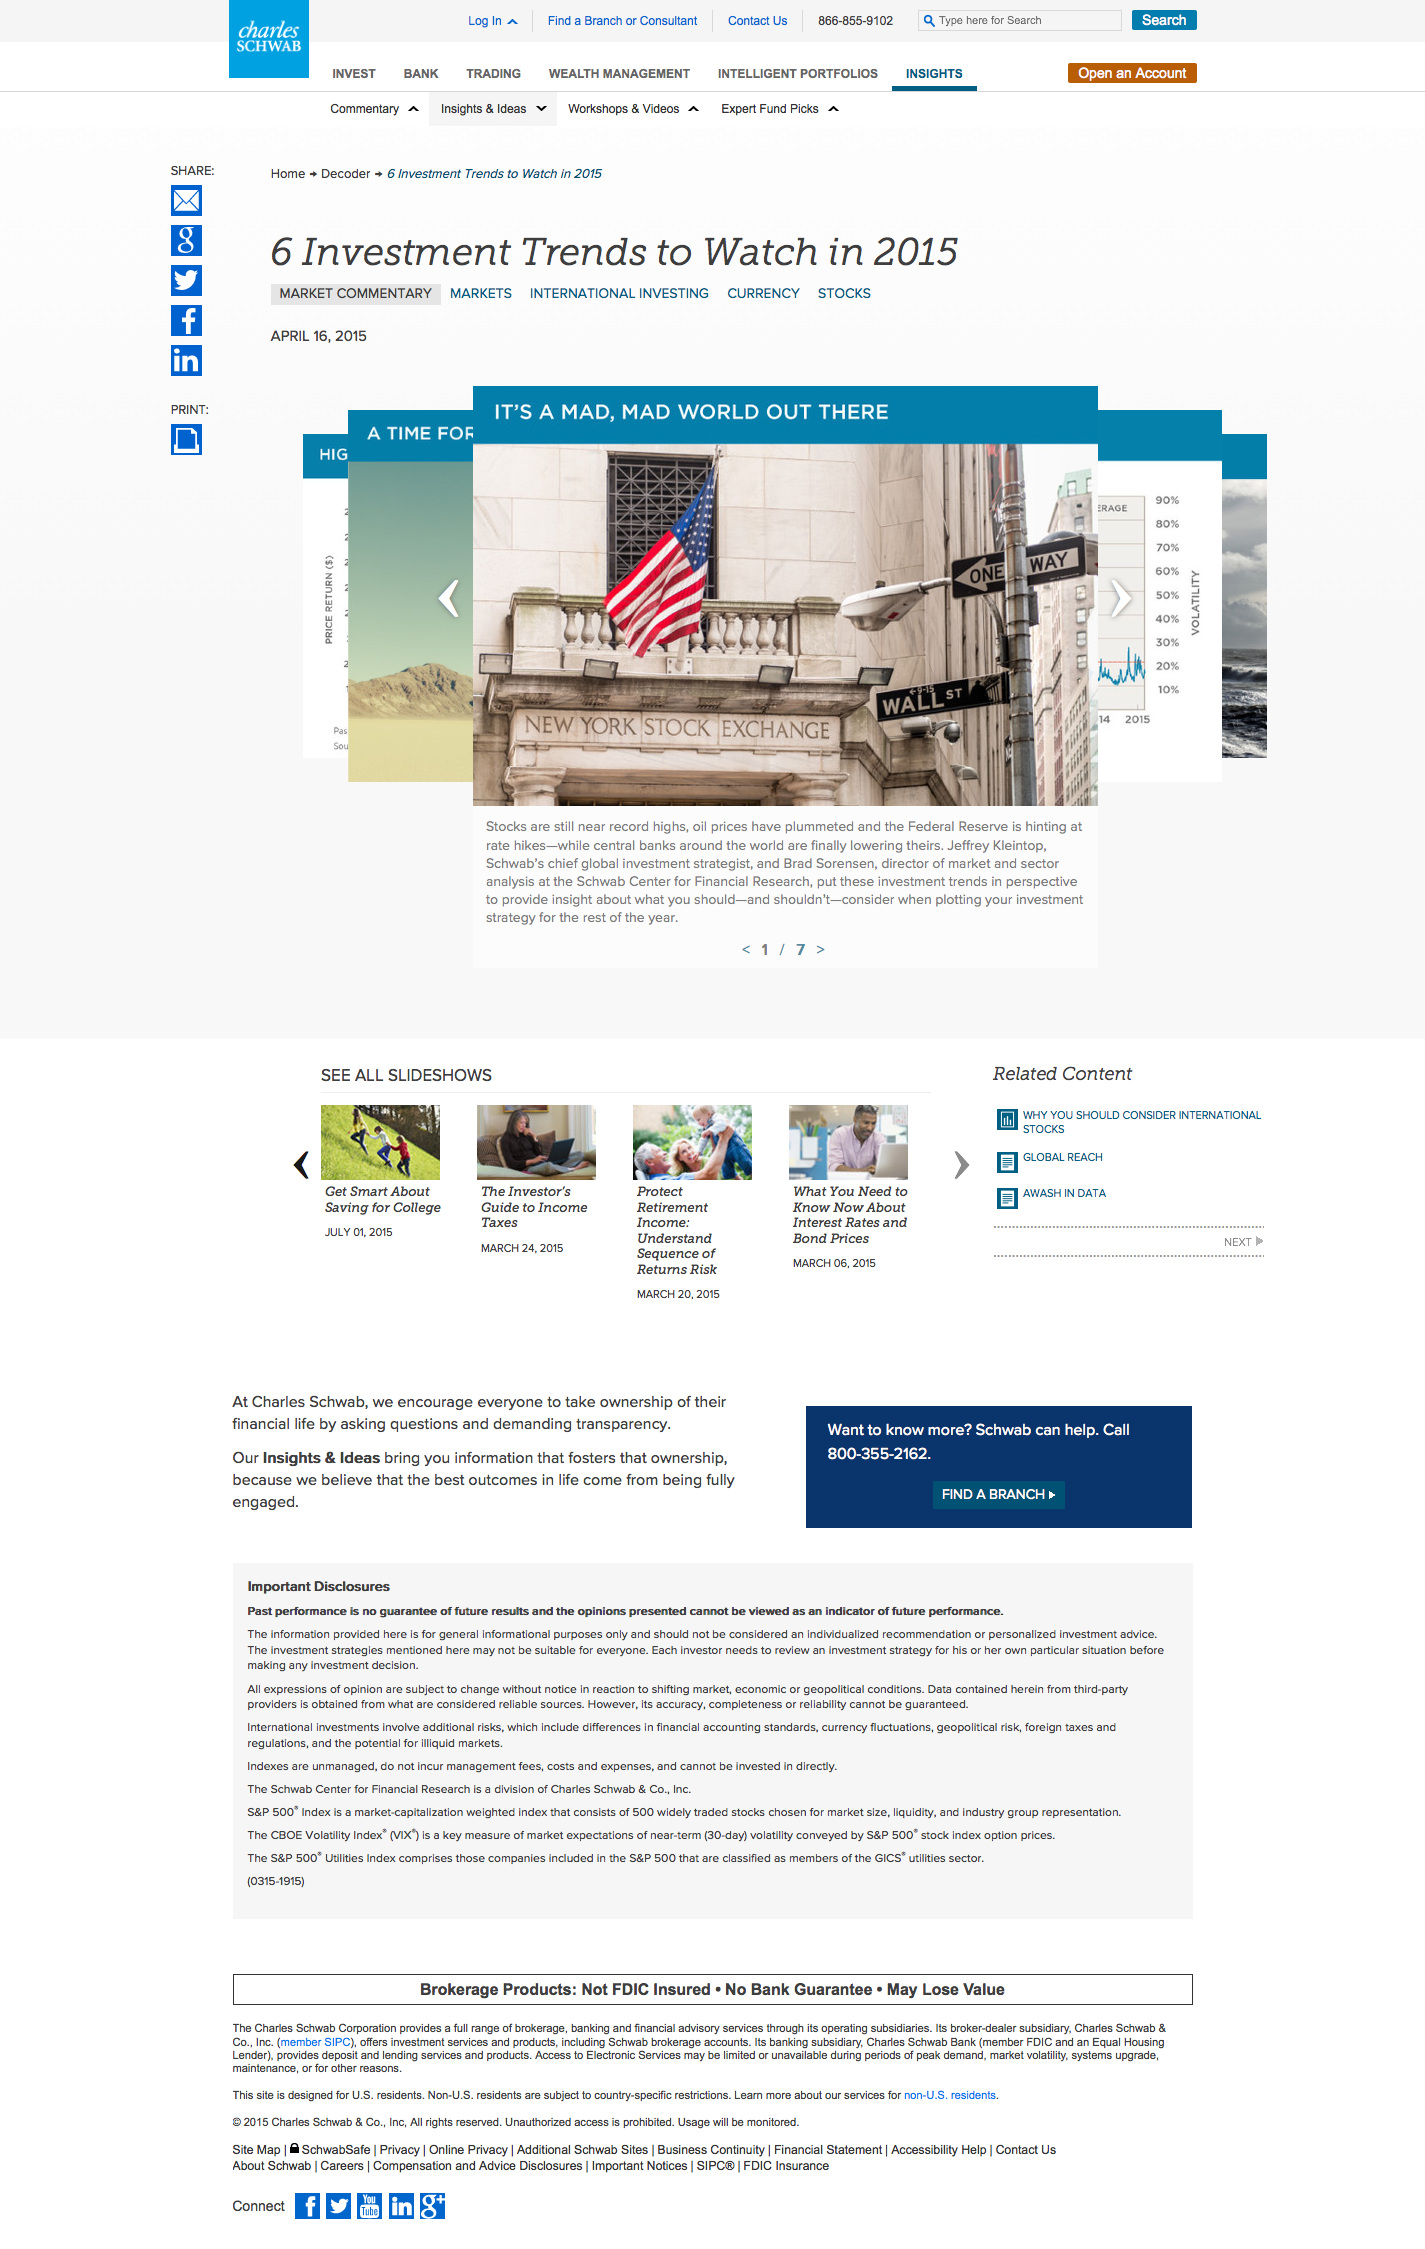 charles
SCHWAB
Log In
Find a Branch or Consultant
Contact Us
866-855-9102
Type here for Search
Search
INVEST
BANK
TRADING
WEALTH MANAGEMENT
INTELLIGENT PORTFOLIOS
INSIGHTS
Open an Account
Commentary
Insights & Ideas
Workshops & Videos
Expert Fund Picks
SHARE:
Home → Decoder → 6 Investment Trends to Watch in 2015
6 Investment Trends to Watch in 2015
MARKET COMMENTARY
MARKETS
INTERNATIONAL INVESTING
CURRENCY
STOCKS
APRIL 16, 2015
PRINT:
HIG
A TIME FOR
IT'S A MAD, MAD WORLD OUT THERE
PRICE RETURN ($)
Pas
Sou
ONE WAY
WALL ST
NEW YORK STOCK EXCHANGE
ERAGE
90%
80%
70%
60%
50%
40%
30%
20%
10%
VOLATILITY
14 2015
Stocks are still near record highs, oil prices have plummeted and the Federal Reserve is hinting at
rate hikes—while central banks around the world are finally lowering theirs. Jeffrey Kleintop,
Schwab's chief global investment strategist, and Brad Sorensen, director of market and sector
analysis at the Schwab Center for Financial Research, put these investment trends in perspective
to provide insight about what you should—and shouldn't—consider when plotting your investment
strategy for the rest of the year.
< 1 / 7 >
SEE ALL SLIDESHOWS
Get Smart About
Saving for College
JULY 01, 2015
The Investor's
Guide to Income
Taxes
MARCH 24, 2015
Protect
Retirement
Income:
Understand
Sequence of
Returns Risk
MARCH 20, 2015
What You Need to
Know Now About
Interest Rates and
Bond Prices
MARCH 06, 2015
Related Content
WHY YOU SHOULD CONSIDER INTERNATIONAL
STOCKS
GLOBAL REACH
AWASH IN DATA
NEXT
At Charles Schwab, we encourage everyone to take ownership of their
financial life by asking questions and demanding transparency.
Our Insights & Ideas bring you information that fosters that ownership,
because we believe that the best outcomes in life come from being fully
engaged.
Want to know more? Schwab can help. Call
800-355-2162.
FIND A BRANCH
Important Disclosures
Past performance is no guarantee of future results and the opinions presented cannot be viewed as an indicator of future performance.
The information provided here is for general informational purposes only and should not be considered an individualized recommendation or personalized investment advice.
The investment strategies mentioned here may not be suitable for everyone. Each investor needs to review an investment strategy for his or her own particular situation before
making any investment decision.
All expressions of opinion are subject to change without notice in reaction to shifting market, economic or geopolitical conditions. Data contained herein from third-party
providers is obtained from what are considered reliable sources. However, its accuracy, completeness or reliability cannot be guaranteed.
International investments involve additional risks, which include differences in financial accounting standards, currency fluctuations, geopolitical risk, foreign taxes and
regulations, and the potential for illiquid markets.
Indexes are unmanaged, do not incur management fees, costs and expenses, and cannot be invested in directly.
The Schwab Center for Financial Research is a division of Charles Schwab & Co., Inc.
S&P 500® Index is a market-capitalization weighted index that consists of 500 widely traded stocks chosen for market size, liquidity, and industry group representation.
The CBOE Volatility Index® (VIX®) is a key measure of market expectations of near-term (30-day) volatility conveyed by S&P 500® stock index option prices.
The S&P 500® Utilities Index comprises those companies included in the S&P 500 that are classified as members of the GICS® utilities sector.
(0315-1915)
Brokerage Products: Not FDIC Insured • No Bank Guarantee • May Lose Value
The Charles Schwab Corporation provides a full range of brokerage, banking and financial advisory services through its operating subsidiaries. Its broker-dealer subsidiary, Charles Schwab &
Co., Inc. (member SIPC), offers investment services and products, including Schwab brokerage accounts. Its banking subsidiary, Charles Schwab Bank (member FDIC and an Equal Housing
Lender), provides deposit and lending services and products. Access to Electronic Services may be limited or unavailable during periods of peak demand, market volatility, systems upgrade,
maintenance, or for other reasons.
This site is designed for U.S. residents. Non-U.S. residents are subject to country-specific restrictions. Learn more about our services for non-U.S. residents.
© 2015 Charles Schwab & Co., Inc, All rights reserved. Unauthorized access is prohibited. Usage will be monitored.
Site Map | SchwabSafe | Privacy | Online Privacy | Additional Schwab Sites | Business Continuity | Financial Statement | Accessibility Help | Contact Us
About Schwab | Careers | Compensation and Advice Disclosures | Important Notices | SIPC® | FDIC Insurance
Connect
You
Tube